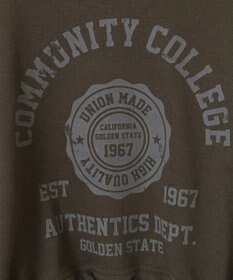 COMMUNITY COLLEGE
UNION MADE
CALIFORNIA
GOLDEN STATE
1967
HIGH QUALITY
EST 1967
AUTHENTICS DEPT.
GOLDEN STATE